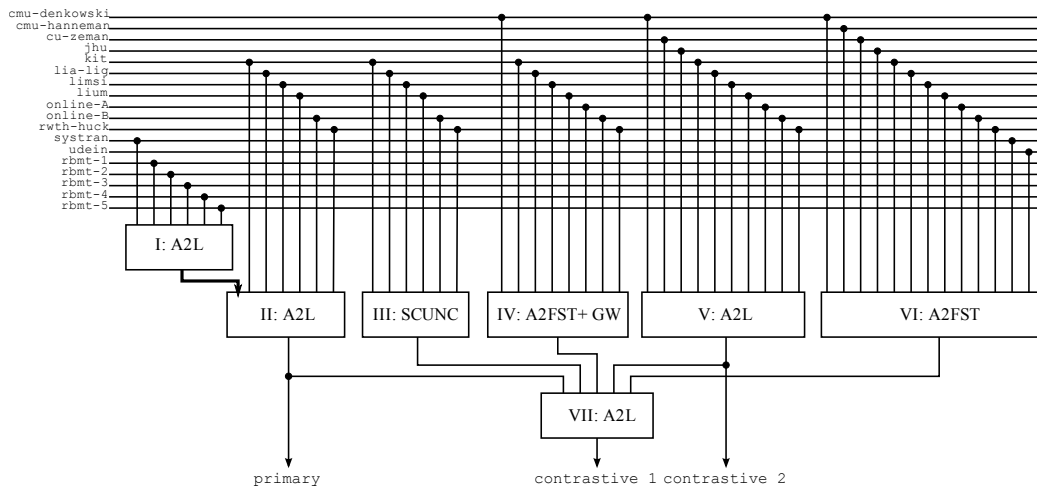 cmu-denkowski
cmu-hanneman
cu-zeman
jhu
kit
lia-lig
limsi
lium
online-A
online-B
rwth-huck
systran
udein
rbmt-1
rbmt-2
rbmt-3
rbmt-4
rbmt-5
I: A2L
II: A2L
III: SCUNC
IV: A2FST+ GW
V: A2L
VI: A2FST
VII: A2L
primary
contrastive 1
contrastive 2